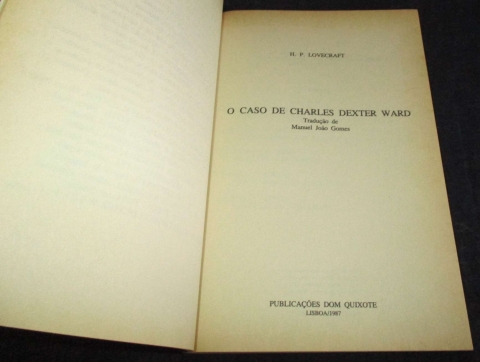 H. P. LOVECRAFT
O CASO DE CHARLES DEXTER WARD
Tradução de
Manuel João Gomes
PUBLICAÇÕES DOM QUIXOTE
LISBOA/1987